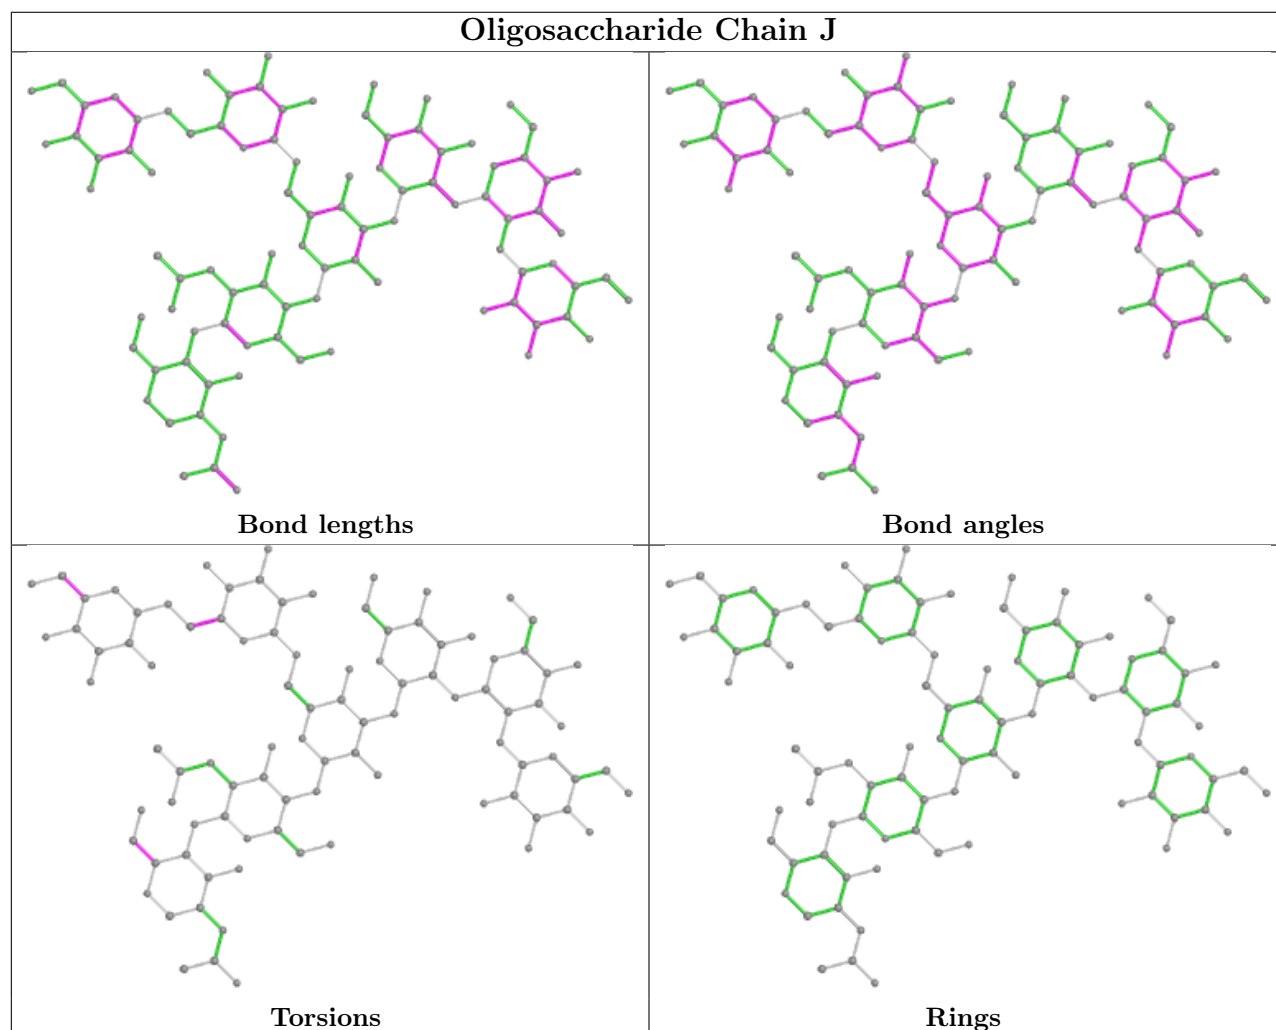 Oligosaccharide Chain J
Bond lengths
Bond angles
Torsions
Rings